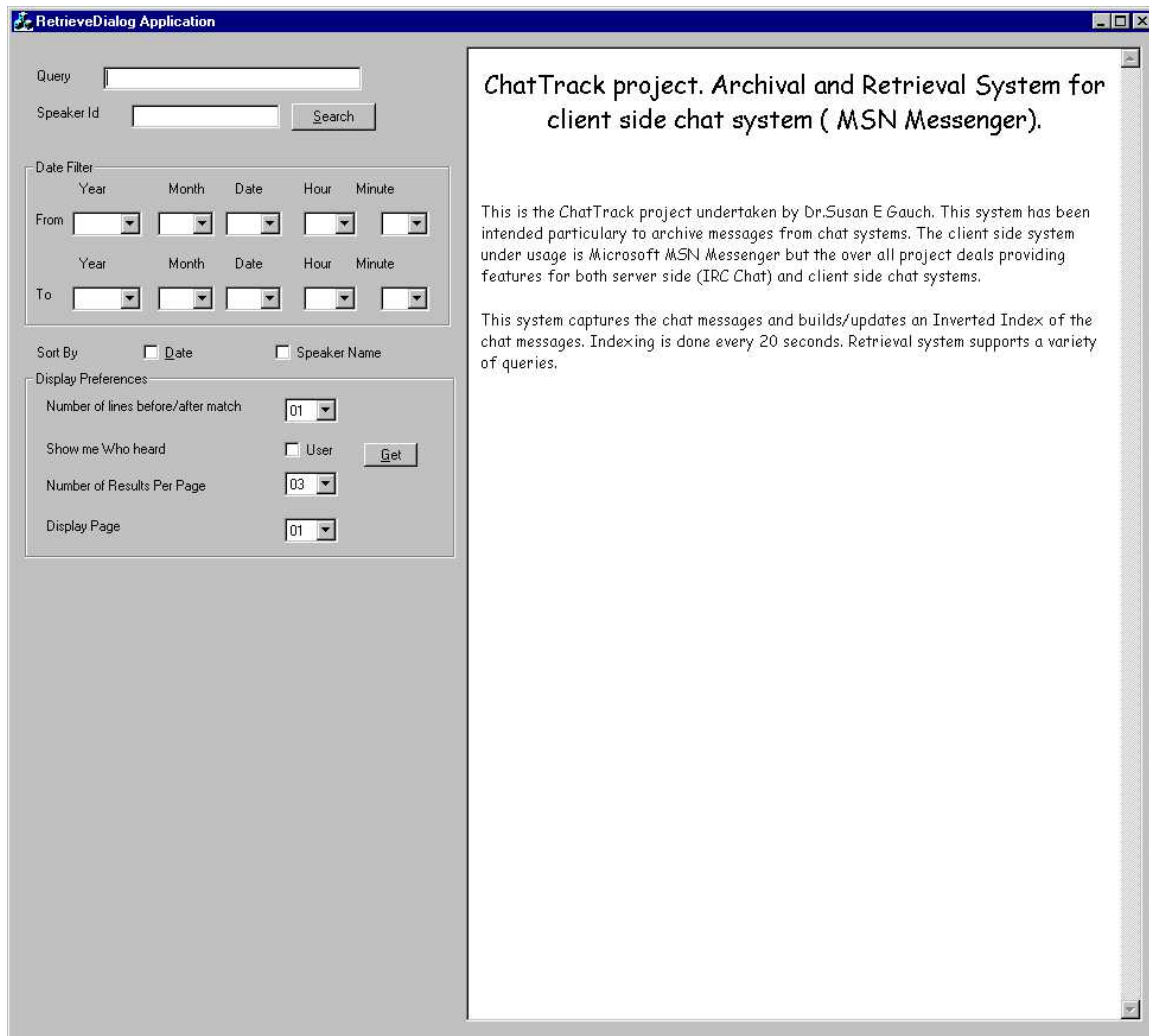 RetrieveDialog Application
Query
Speaker Id
Search
Date Filter
Year Month Date Hour Minute
From
Year Month Date Hour Minute
To
Sort By Date Speaker Name
Display Preferences
Number of lines before/after match 01
Show me Who heard User Get
Number of Results Per Page 03
Display Page 01
ChatTrack project. Archival and Retrieval System for
client side chat system ( MSN Messenger).
This is the ChatTrack project undertaken by Dr.Susan E Gauch. This system has been
intended particulary to archive messages from chat systems. The client side system
under usage is Microsoft MSN Messenger but the over all project deals providing
features for both server side (IRC Chat) and client side chat systems.
This system captures the chat messages and builds/updates an Inverted Index of the
chat messages. Indexing is done every 20 seconds. Retrieval system supports a variety
of queries.